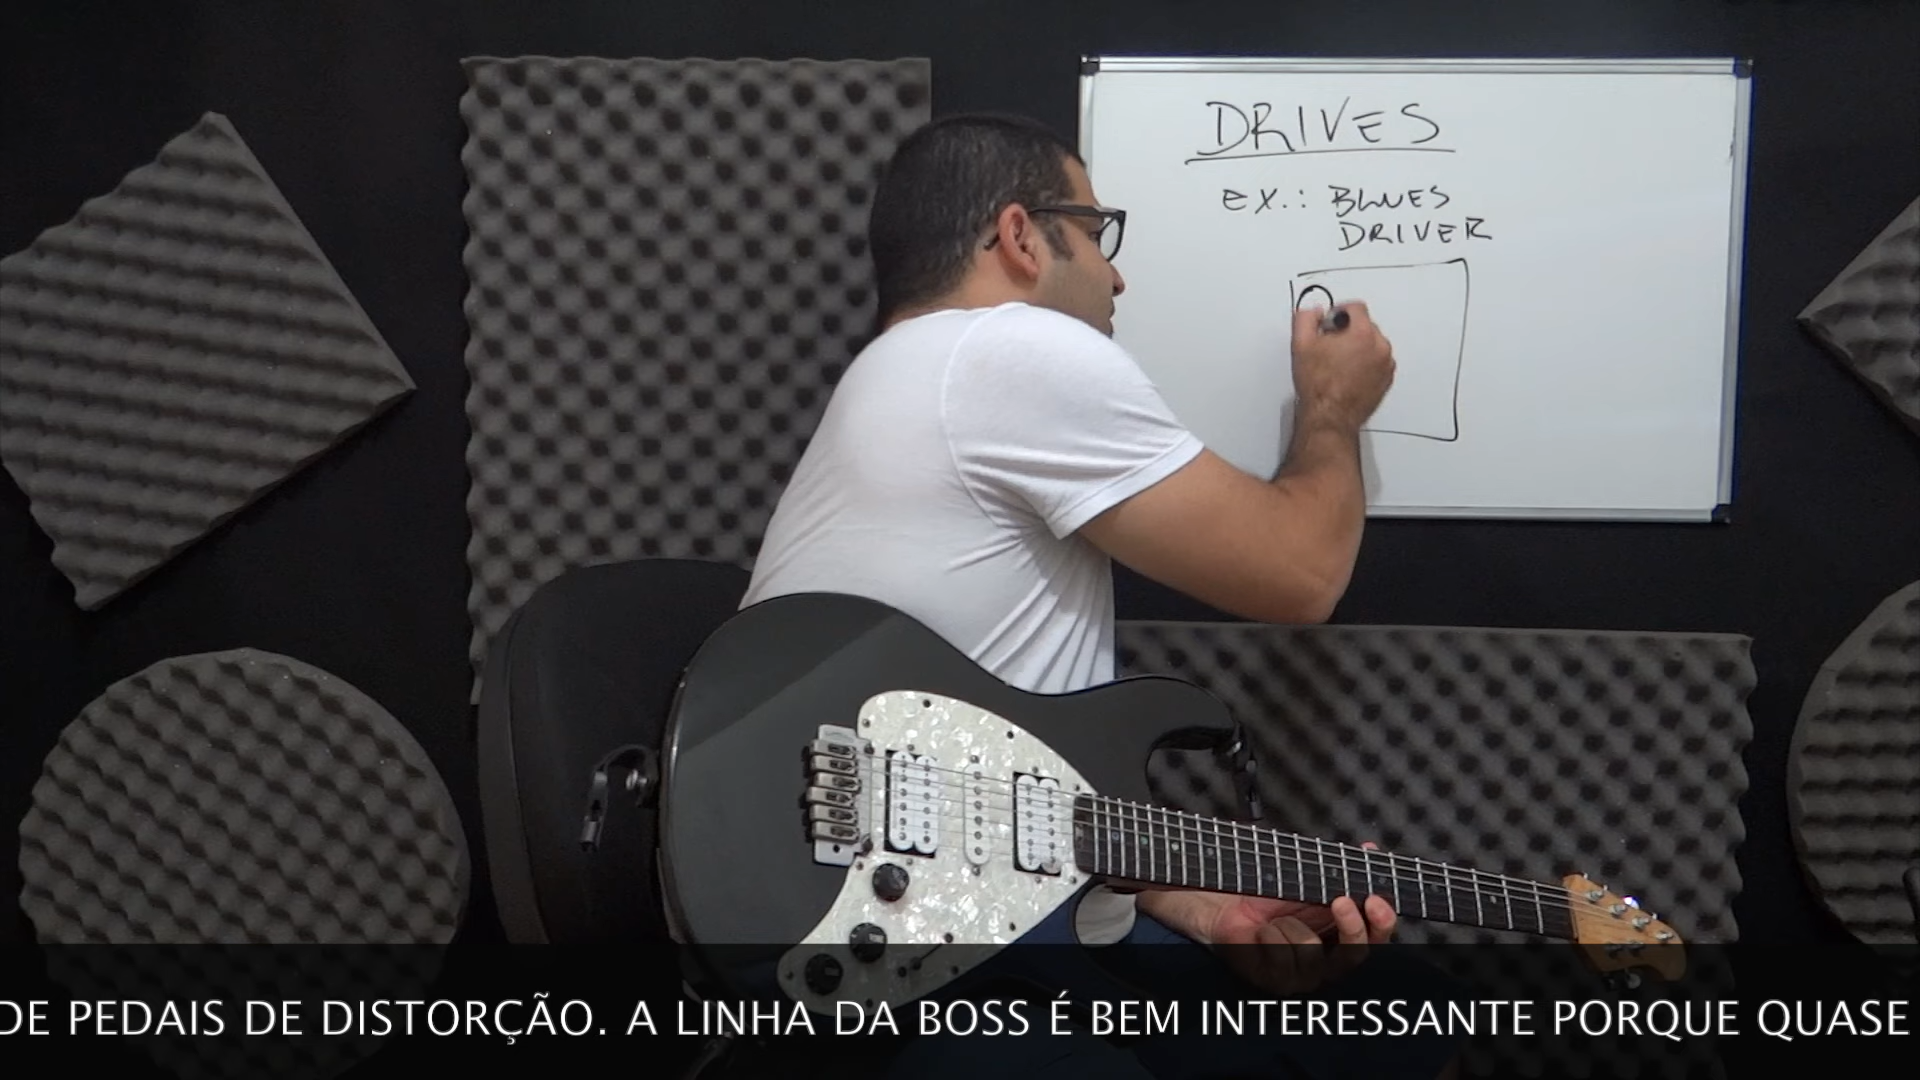 DRIVES
EX.: BLUES
DRIVER
DE PEDAIS DE DISTORÇÃO. A LINHA DA BOSS É BEM INTERESSANTE PORQUE QUASE